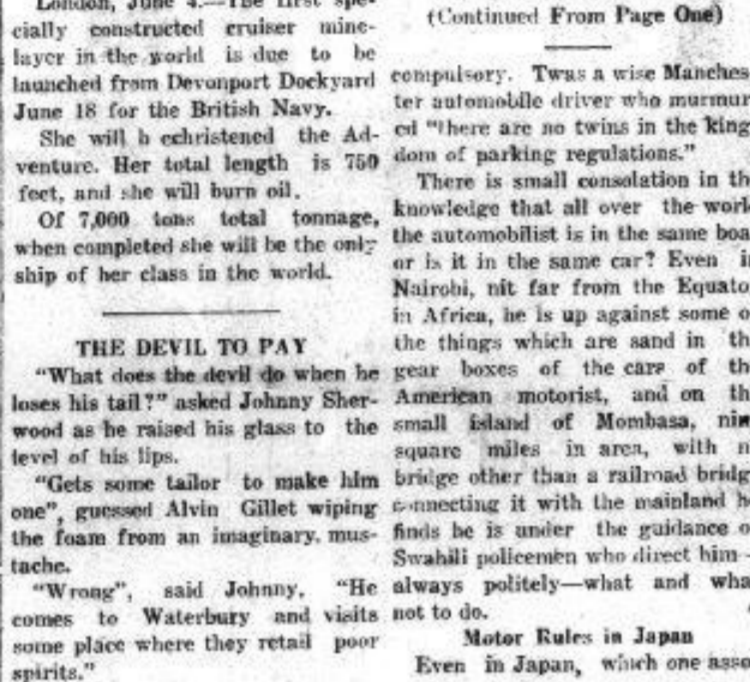 London, June 4.—The first spe-
cially constructed cruiser mine-
layer in the world is due to be
launched from Devonport Dockyard
June 18 for the British Navy.
She will b echristened the Ad-
venture. Her total length is 750
feet, and she will burn oil.
Of 7,000 tons total tonnage,
when completed she will be the only
ship of her class in the world.
THE DEVIL TO PAY
"What does the devil do when he
loses his tail?" asked Johnny Sher-
wood as he raised his glass to the
level of his lips.
"Gets some tailor to make him
one", guessed Alvin Gillet wiping
the foam from an imaginary. mus-
tache.
"Wrong", said Johnny. "He
comes to Waterbury and visits
some place where they retail poor
spirits."
(Continued From Page One)
compulsory. Twas a wise Manches-
ter automobile driver who murmur
ed "there are no twins in the king
dom of parking regulations."
There is small consolation in th
knowledge that all over the worl
the automobilist is in the same boa
or is it in the same car? Even i
Nairobi, nit far from the Equato
in Africa, he is up against some o
the things which are sand in th
gear boxes of the cars of th
American motorist, and on th
small island of Mombasa, nin
square miles in area, with n
bridge other than a railroad bridg
connecting it with the mainland h
finds he is under the guidance o
Swahili policemen who direct him—
always politely—what and wha
not to do.
Motor Rules in Japan
Even in Japan, which one asso